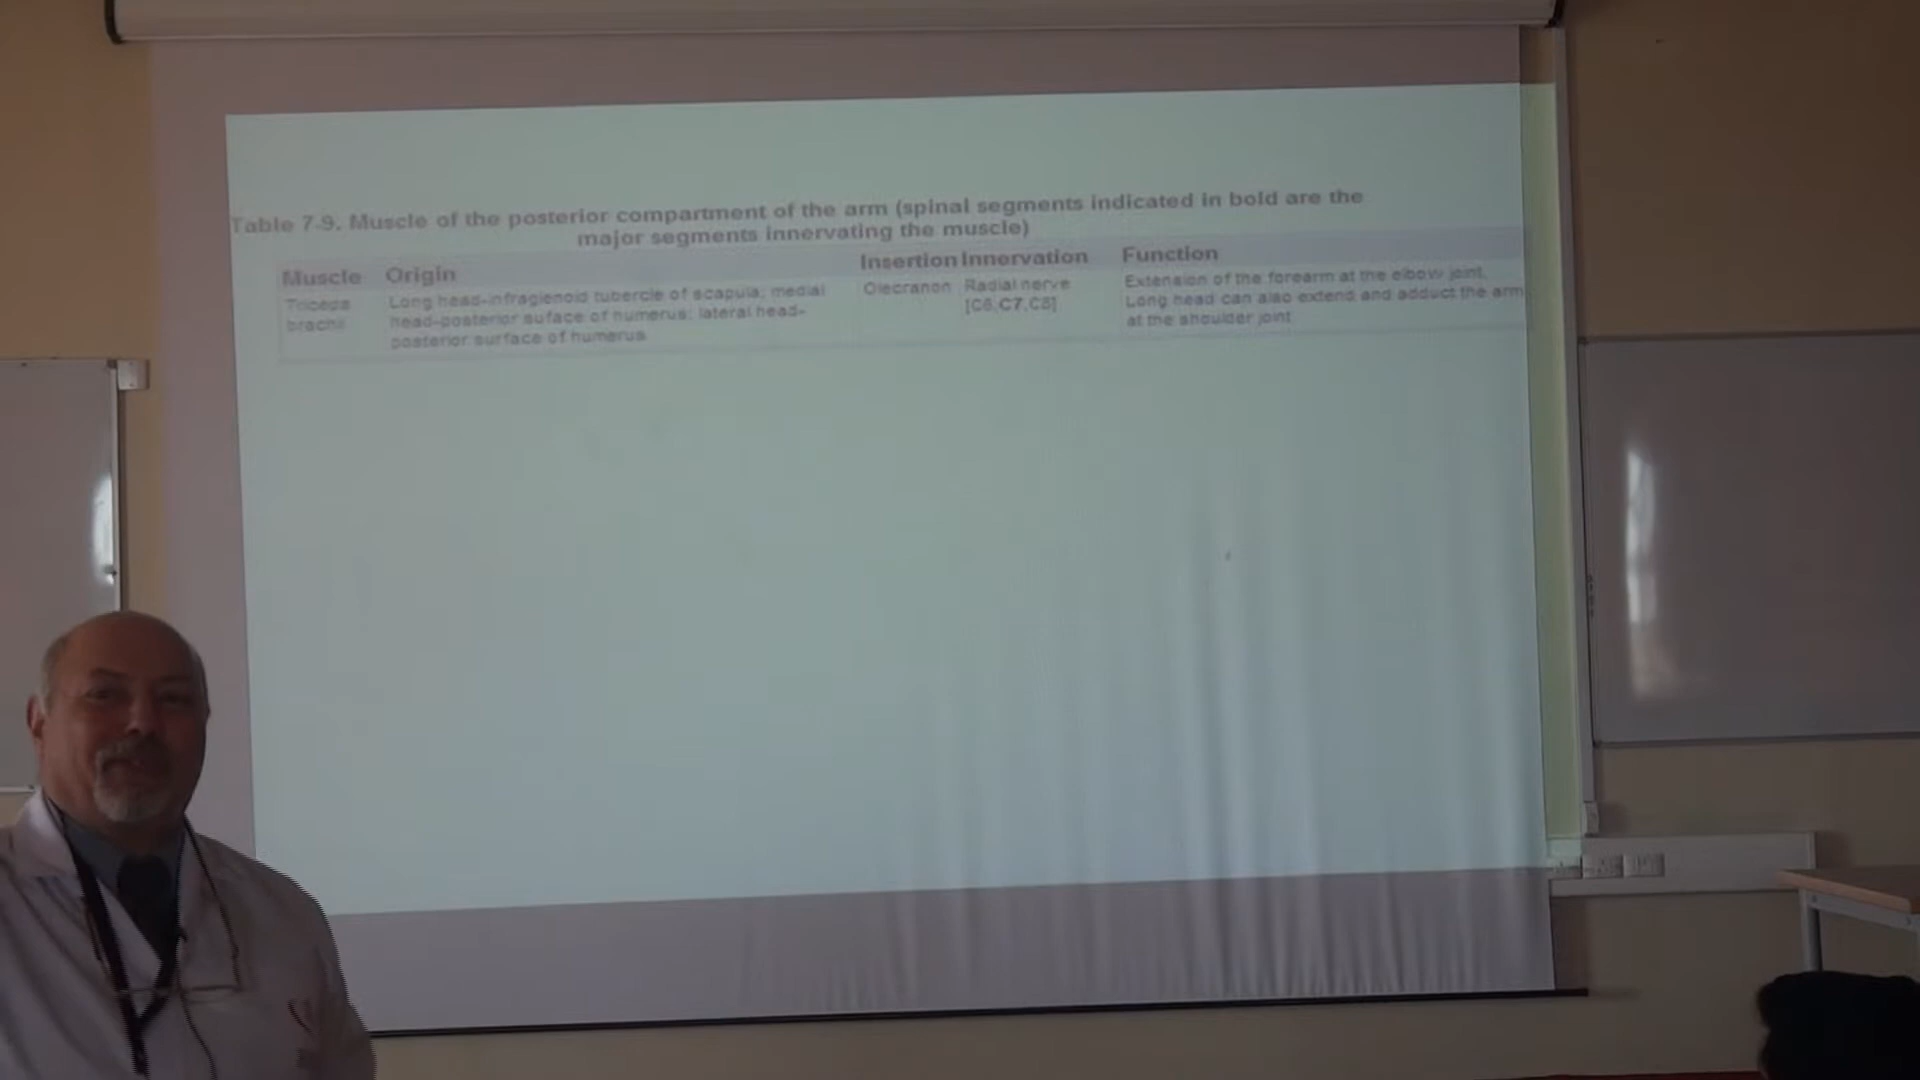 Table 7-9. Muscle of the posterior compartment of the arm (spinal segments indicated in bold are the
major segments innervating the muscle)
Muscle Origin Insertion Innervation Function
Triceps brachii
Long head-infraglenoid tubercle of scapula; medial
head-posterior suface of humerus; lateral head-
posterior surface of humerus
Olecranon
Radial nerve
[C6,C7,C8]
Extension of the forearm at the elbow joint.
Long head can also extend and adduct the arm
at the shoulder joint